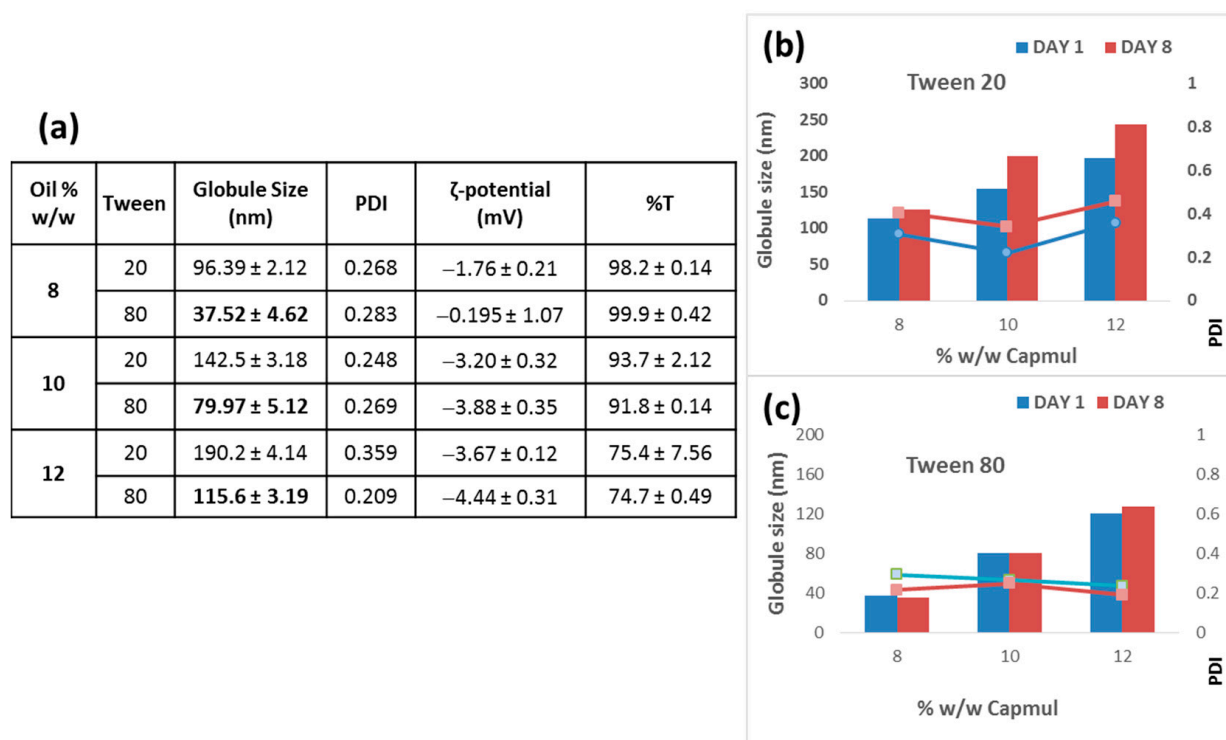 (a)
Oil % w/w Tween Globule Size (nm) PDI ζ-potential (mV) %T
8 20 96.39 ± 2.12 0.268 −1.76 ± 0.21 98.2 ± 0.14
80 37.52 ± 4.62 0.283 −0.195 ± 1.07 99.9 ± 0.42
10 20 142.5 ± 3.18 0.248 −3.20 ± 0.32 93.7 ± 2.12
80 79.97 ± 5.12 0.269 −3.88 ± 0.35 91.8 ± 0.14
12 20 190.2 ± 4.14 0.359 −3.67 ± 0.12 75.4 ± 7.56
80 115.6 ± 3.19 0.209 −4.44 ± 0.31 74.7 ± 0.49
(b)
DAY 1 DAY 8
Tween 20
Globule size (nm)
300
250
200
150
100
50
0
1
0.8
0.6
0.4
0.2
0
PDI
8 10 12
% w/w Capmul
(c)
DAY 1 DAY 8
Tween 80
Globule size (nm)
200
160
120
80
40
0
1
0.8
0.6
0.4
0.2
0
PDI
8 10 12
% w/w Capmul